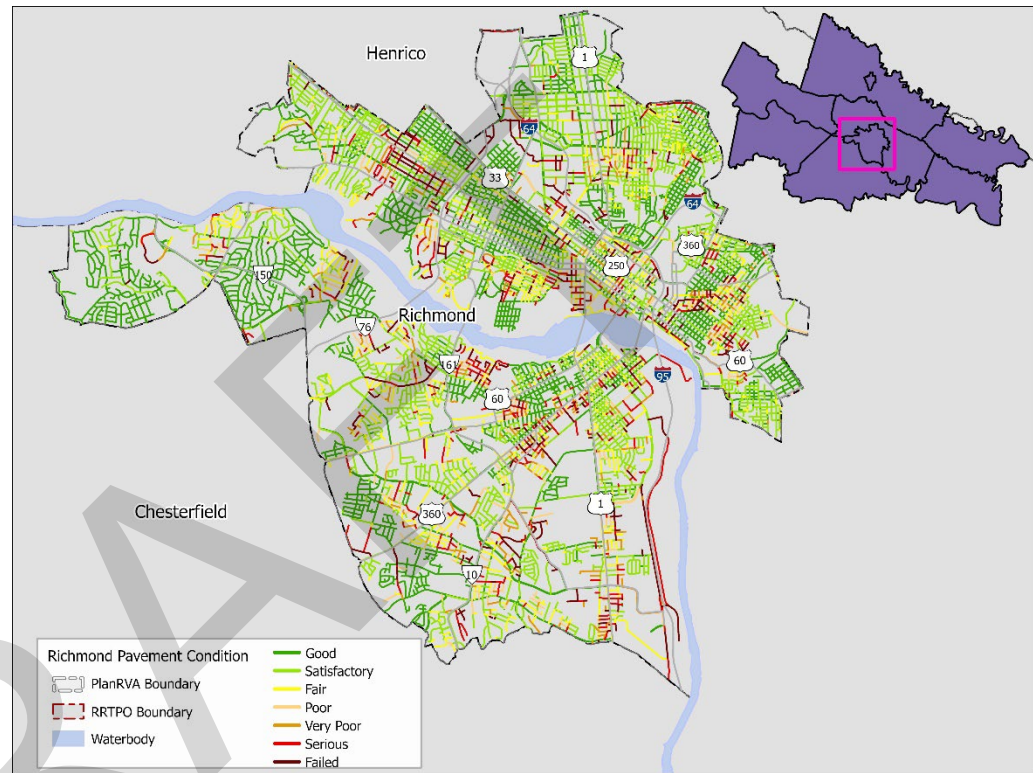 Henrico
1
64
33
64
360
250
150
Richmond
76
161
60
60
95
Chesterfield
360
1
10
Richmond Pavement Condition
PlanRVA Boundary
RRTPO Boundary
Waterbody
Good
Satisfactory
Fair
Poor
Very Poor
Serious
Failed
DRAFT